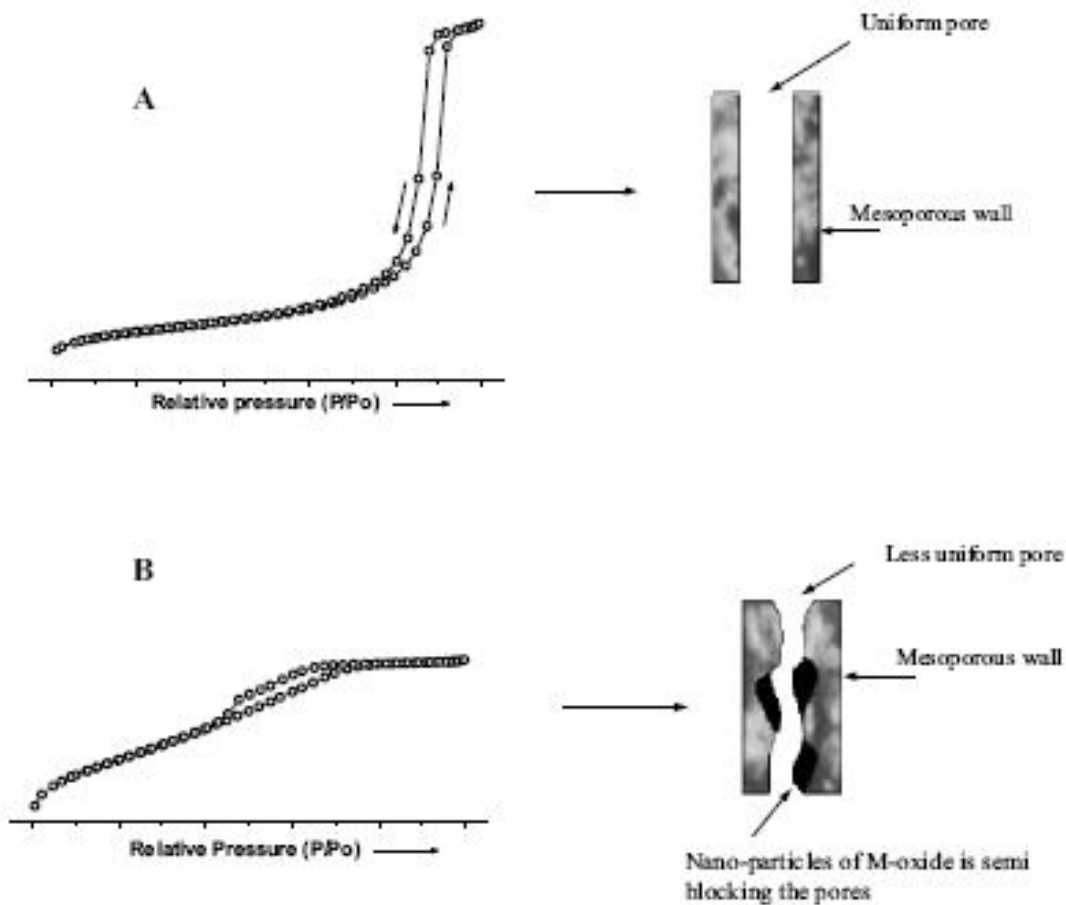 Uniform pore
A
Mesoporous wall
Relative pressure (P/Po)
B
Less uniform pore
Mesoporous wall
Relative Pressure (P/Po)
Nano-particles of M-oxide is semi
blocking the pores